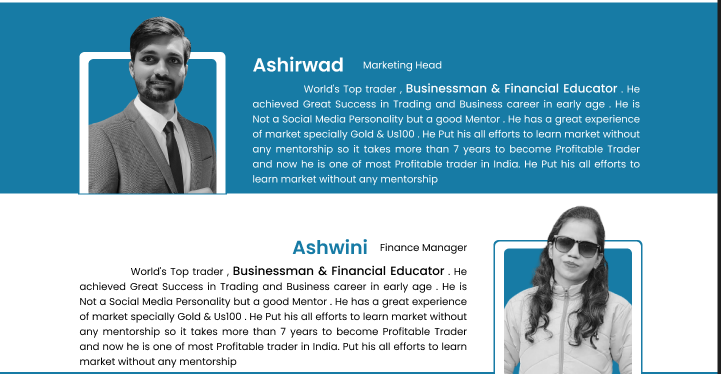 Ashirwad Marketing Head
World's Top trader , Businessman & Financial Educator . He
achieved Great Success in Trading and Business career in early age . He is
Not a Social Media Personality but a good Mentor . He has a great experience
of market specially Gold & Us100 . He Put his all efforts to learn market without
any mentorship so it takes more than 7 years to become Profitable Trader
and now he is one of most Profitable trader in India. He Put his all efforts to
learn market without any mentorship
Ashwini Finance Manager
World's Top trader , Businessman & Financial Educator . He
achieved Great Success in Trading and Business career in early age . He is
Not a Social Media Personality but a good Mentor . He has a great experience
of market specially Gold & Us100 . He Put his all efforts to learn market without
any mentorship so it takes more than 7 years to become Profitable Trader
and now he is one of most Profitable trader in India. Put his all efforts to learn
market without any mentorship